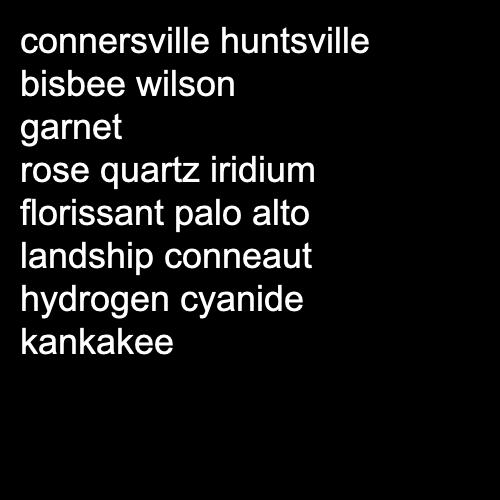 connersville huntsville
bisbee wilson
garnet
rose quartz iridium
florissant palo alto
landship conneaut
hydrogen cyanide
kankakee